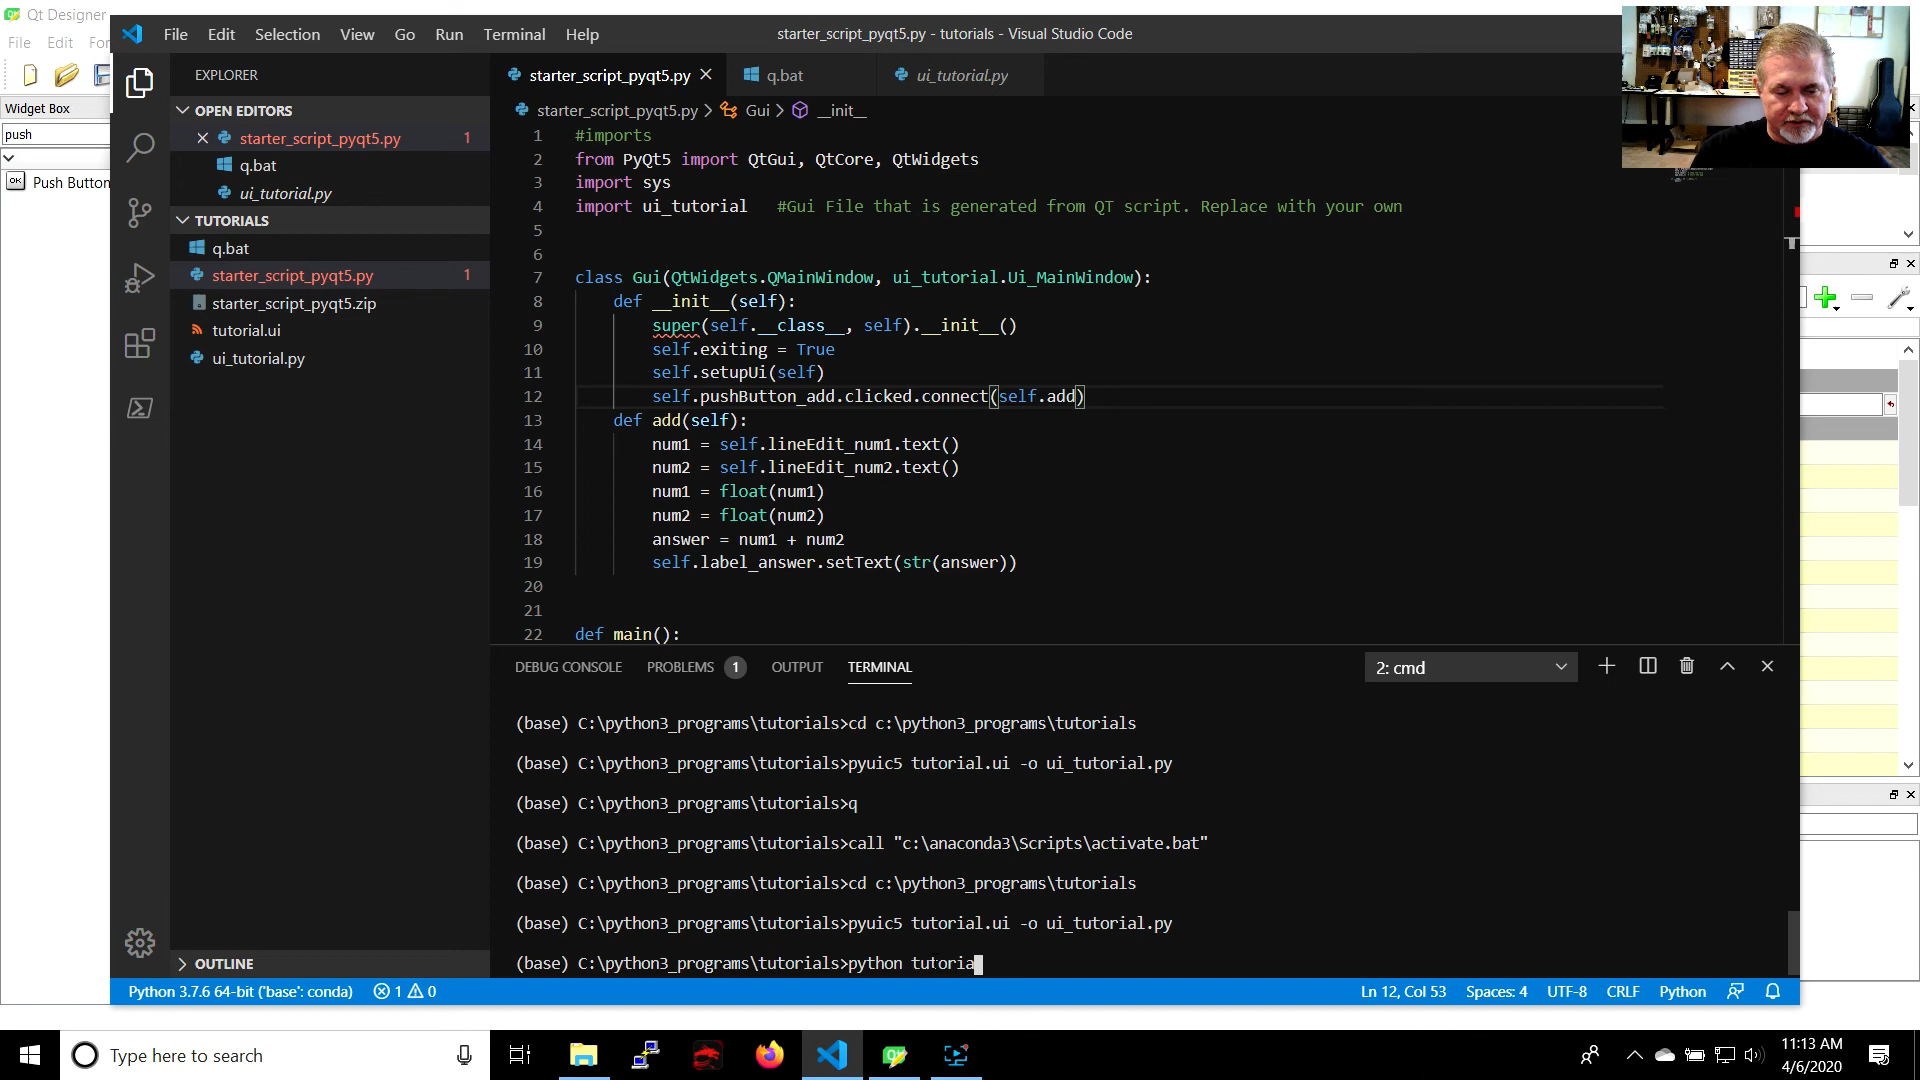 Qt Designer
File Edit For
Widget Box
push
OK Push Button
File Edit Selection View Go Run Terminal Help
starter_script_pyqt5.py - tutorials - Visual Studio Code
EXPLORER
OPEN EDITORS
starter_script_pyqt5.py 1
q.bat
ui_tutorial.py
TUTORIALS
q.bat
starter_script_pyqt5.py 1
starter_script_pyqt5.zip
tutorial.ui
ui_tutorial.py
OUTLINE
starter_script_pyqt5.py q.bat ui_tutorial.py
starter_script_pyqt5.py > Gui > __init__
1 #imports
2 from PyQt5 import QtGui, QtCore, QtWidgets
3 import sys
4 import ui_tutorial #Gui File that is generated from QT script. Replace with your own
5
6
7 class Gui(QtWidgets.QMainWindow, ui_tutorial.Ui_MainWindow):
8 def __init__(self):
9 super(self.__class__, self).__init__()
10 self.exiting = True
11 self.setupUi(self)
12 self.pushButton_add.clicked.connect(self.add)
13 def add(self):
14 num1 = self.lineEdit_num1.text()
15 num2 = self.lineEdit_num2.text()
16 num1 = float(num1)
17 num2 = float(num2)
18 answer = num1 + num2
19 self.label_answer.setText(str(answer))
20
21
22 def main():
DEBUG CONSOLE PROBLEMS 1 OUTPUT TERMINAL 2: cmd
(base) C:\python3_programs\tutorials>cd c:\python3_programs\tutorials
(base) C:\python3_programs\tutorials>pyuic5 tutorial.ui -o ui_tutorial.py
(base) C:\python3_programs\tutorials>q
(base) C:\python3_programs\tutorials>call "c:\anaconda3\Scripts\activate.bat"
(base) C:\python3_programs\tutorials>cd c:\python3_programs\tutorials
(base) C:\python3_programs\tutorials>pyuic5 tutorial.ui -o ui_tutorial.py
(base) C:\python3_programs\tutorials>python tutoria
Python 3.7.6 64-bit ('base': conda) 1 0 Ln 12, Col 53 Spaces: 4 UTF-8 CRLF Python
Type here to search
11:13 AM
4/6/2020